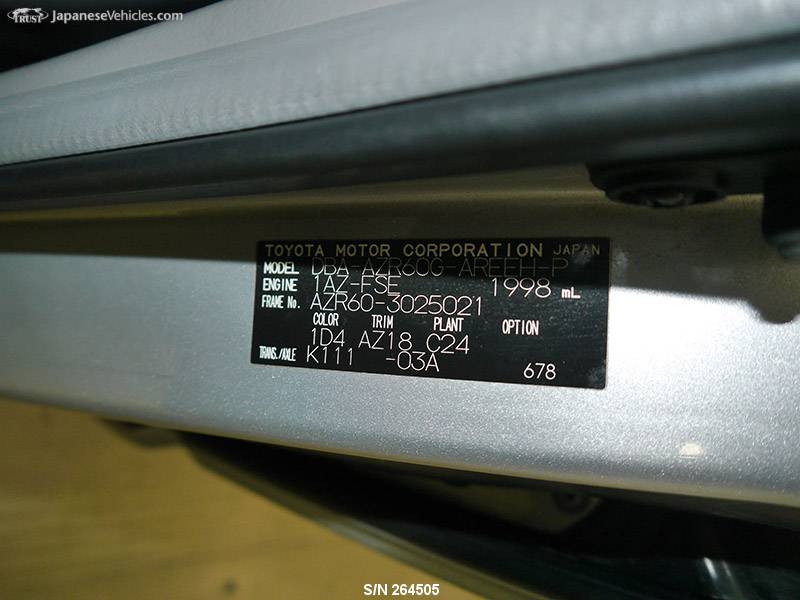 TRUST JapaneseVehicles.com
TOYOTA MOTOR CORPORATION JAPAN
MODEL DBA-AZR60G-AREEH-P
ENGINE 1AZ-FSE 1998 mL
FRAME No. AZR60-3025021
COLOR TRIM PLANT OPTION
1D4 AZ18 C24
TRANS./AXLE K111 -03A
678
S/N 264505